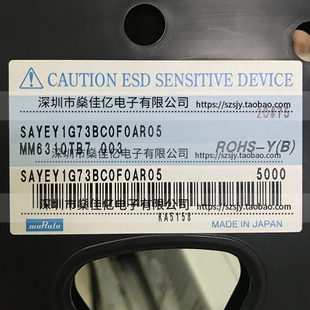 CAUTION ESD SENSITIVE DEVICE
深圳市燊佳亿电子有限公司 https://szsjy.taobao.com
SAYEY1G73BC0F0AR05
MM6310TB7 003
ROHS-Y(B)
深圳市燊佳亿电子有限公司 https://szsjy.taobao.com
SAYEY1G73BC0F0AR05 5000
深圳市燊佳亿电子有限公司 https://szsjy.taobao.com
KAS158
muRata MADE IN JAPAN